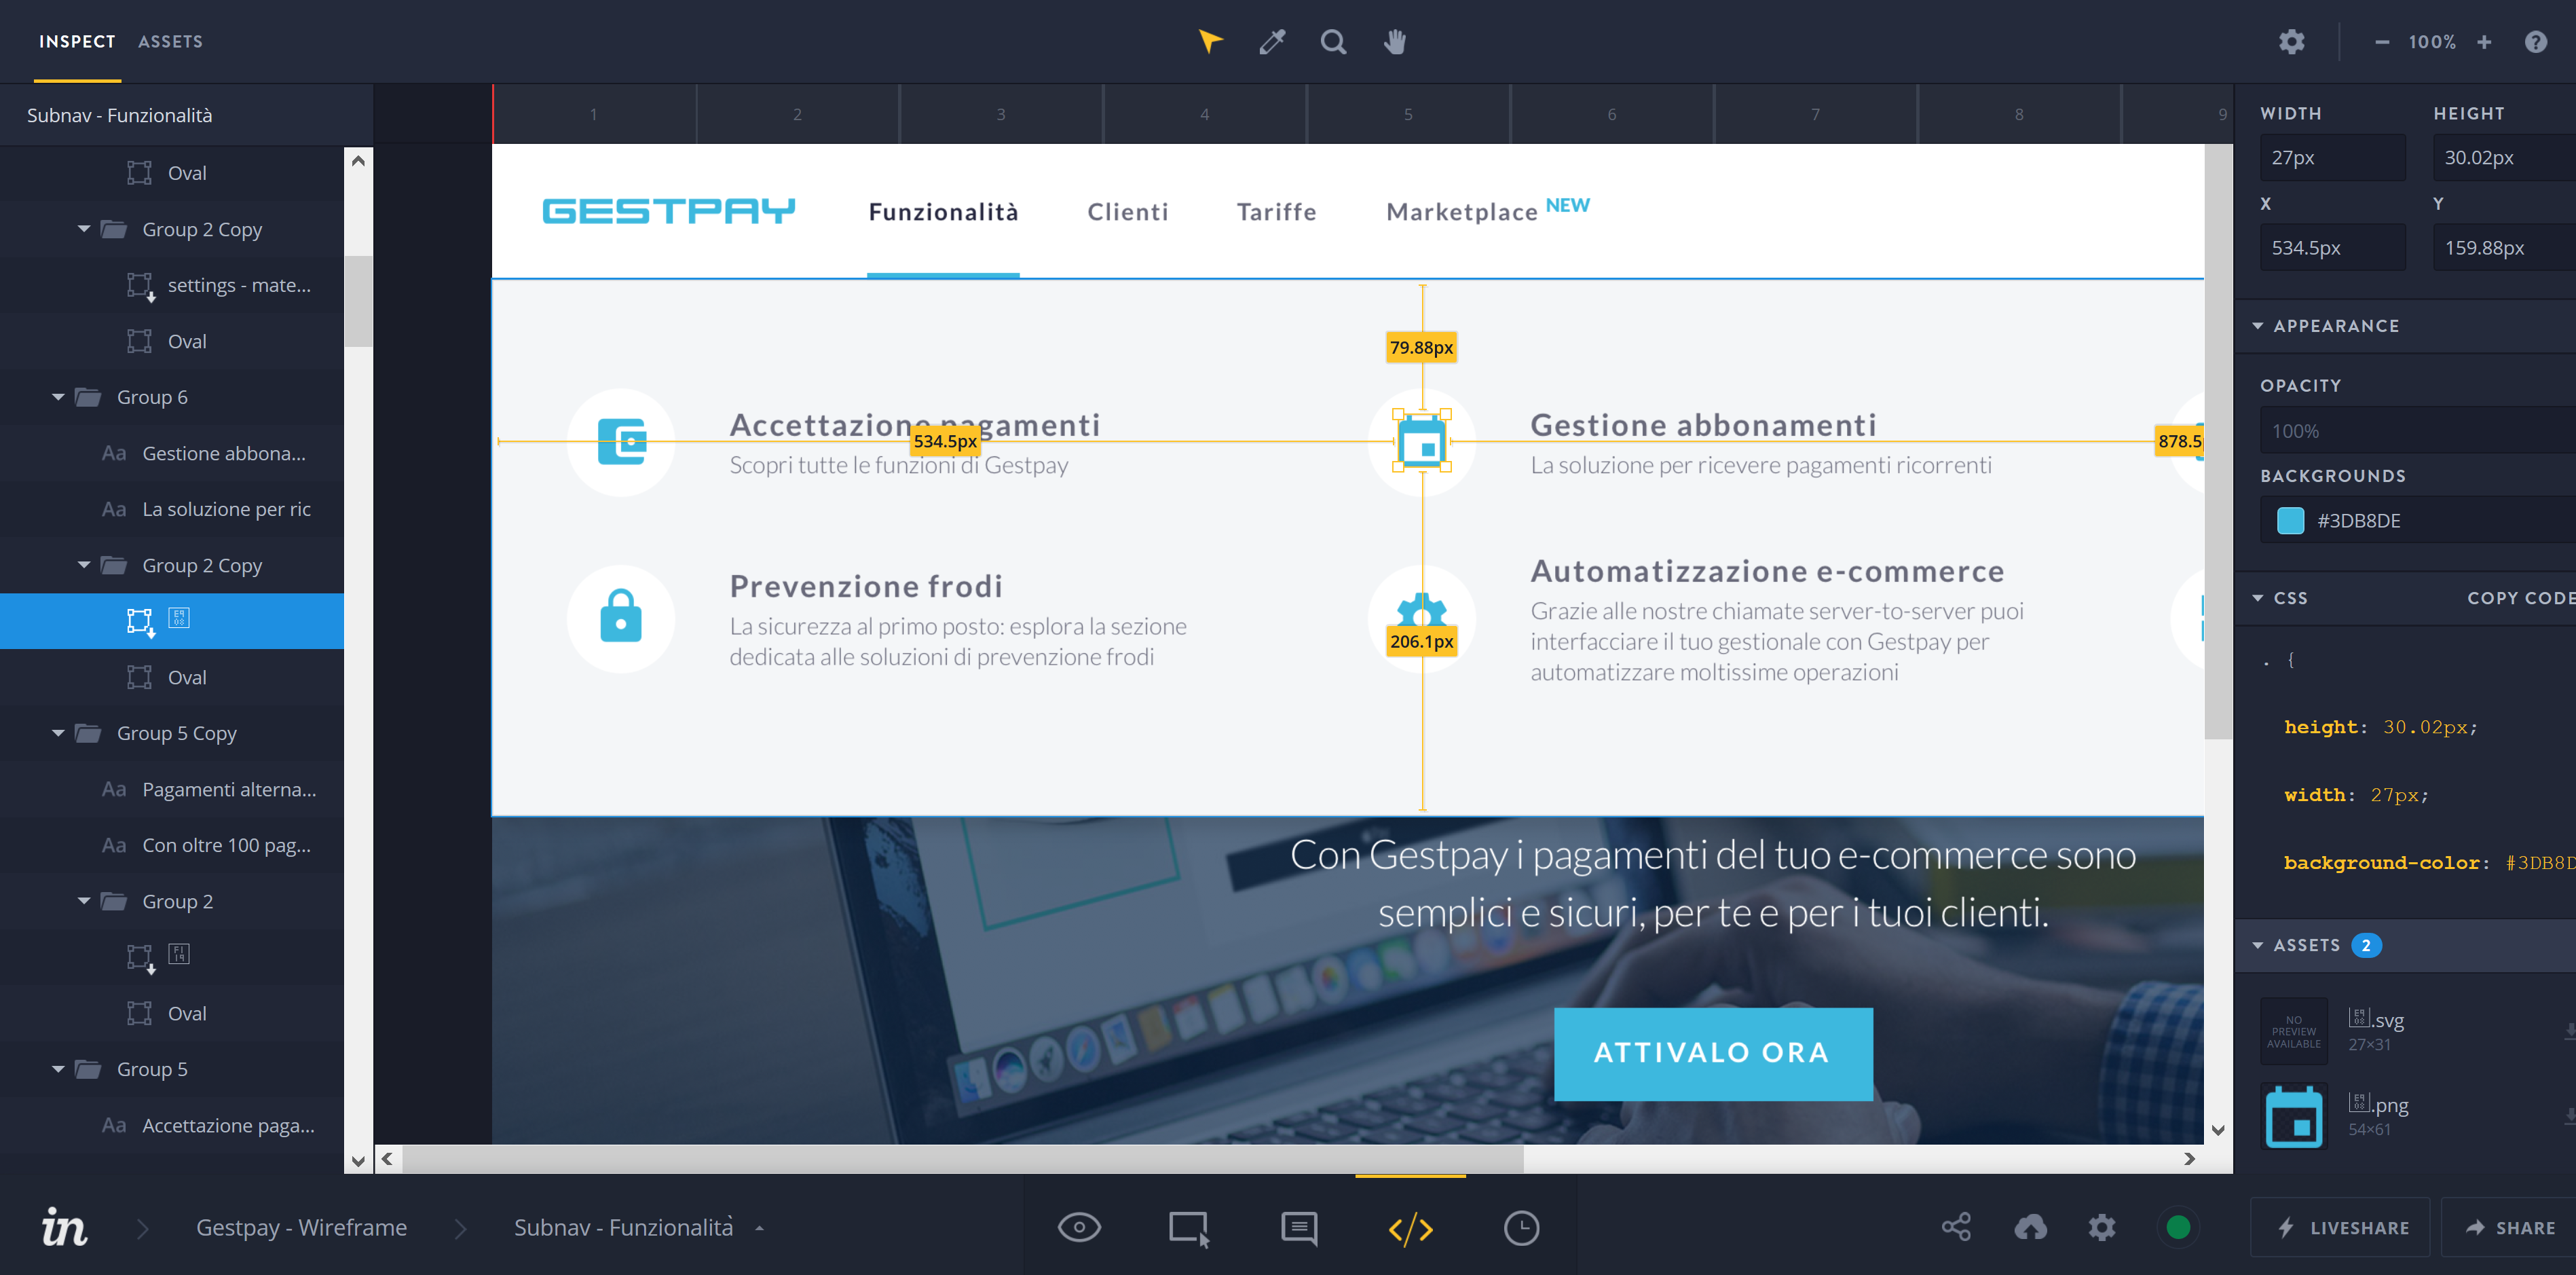 INSPECT ASSETS
100%
Subnav - Funzionalità
Oval
Group 2 Copy
settings - mate...
Oval
Group 6
Aa Gestione abbona...
Aa La soluzione per ric
Group 2 Copy
E9
08
Oval
Group 5 Copy
Aa Pagamenti alterna...
Aa Con oltre 100 pag...
Group 2
Oval
Group 5
Aa Accettazione paga...
1 2 3 4 5 6 7 8 9
GESTPAY Funzionalità Clienti Tariffe Marketplace NEW
79.88px
Accettazione pagamenti
534.5px
Scopri tutte le funzioni di Gestpay
Gestione abbonamenti
878.5
La soluzione per ricevere pagamenti ricorrenti
Prevenzione frodi
La sicurezza al primo posto: esplora la sezione
dedicata alle soluzioni di prevenzione frodi
206.1px
Automatizzazione e-commerce
Grazie alle nostre chiamate server-to-server puoi
interfacciare il tuo gestionale con Gestpay per
automatizzare moltissime operazioni
Con Gestpay i pagamenti del tuo e-commerce sono
semplici e sicuri, per te e per i tuoi clienti.
ATTIVALO ORA
WIDTH HEIGHT
27px 30.02px
X Y
534.5px 159.88px
APPEARANCE
OPACITY
100%
BACKGROUNDS
#3DB8DE
CSS COPY CODE
. {
height: 30.02px;
width: 27px;
background-color: #3DB8D
ASSETS 2
NO
PREVIEW
AVAILABLE
.svg
27×31
.png
54×61
in Gestpay - Wireframe Subnav - Funzionalità
LIVESHARE SHARE